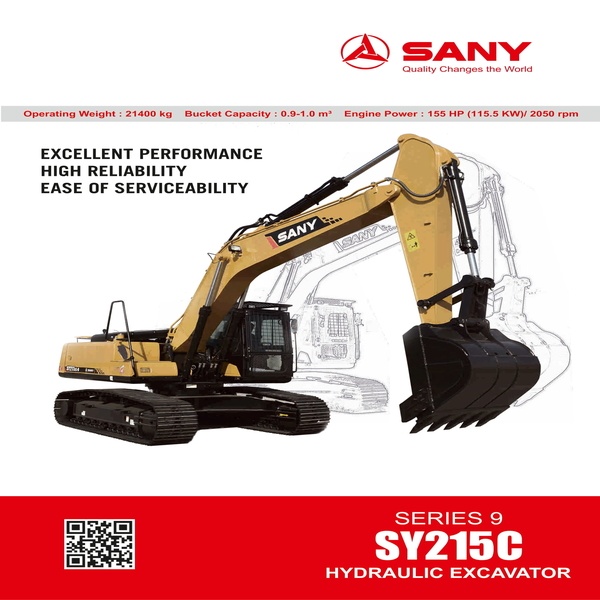 SANY
Quality Changes the World
Operating Weight : 21400 kg Bucket Capacity : 0.9-1.0 m³ Engine Power : 155 HP (115.5 KW)/ 2050 rpm
EXCELLENT PERFORMANCE
HIGH RELIABILITY
EASE OF SERVICEABILITY
SANY
SANY
SERIES 9
SY215C
HYDRAULIC EXCAVATOR